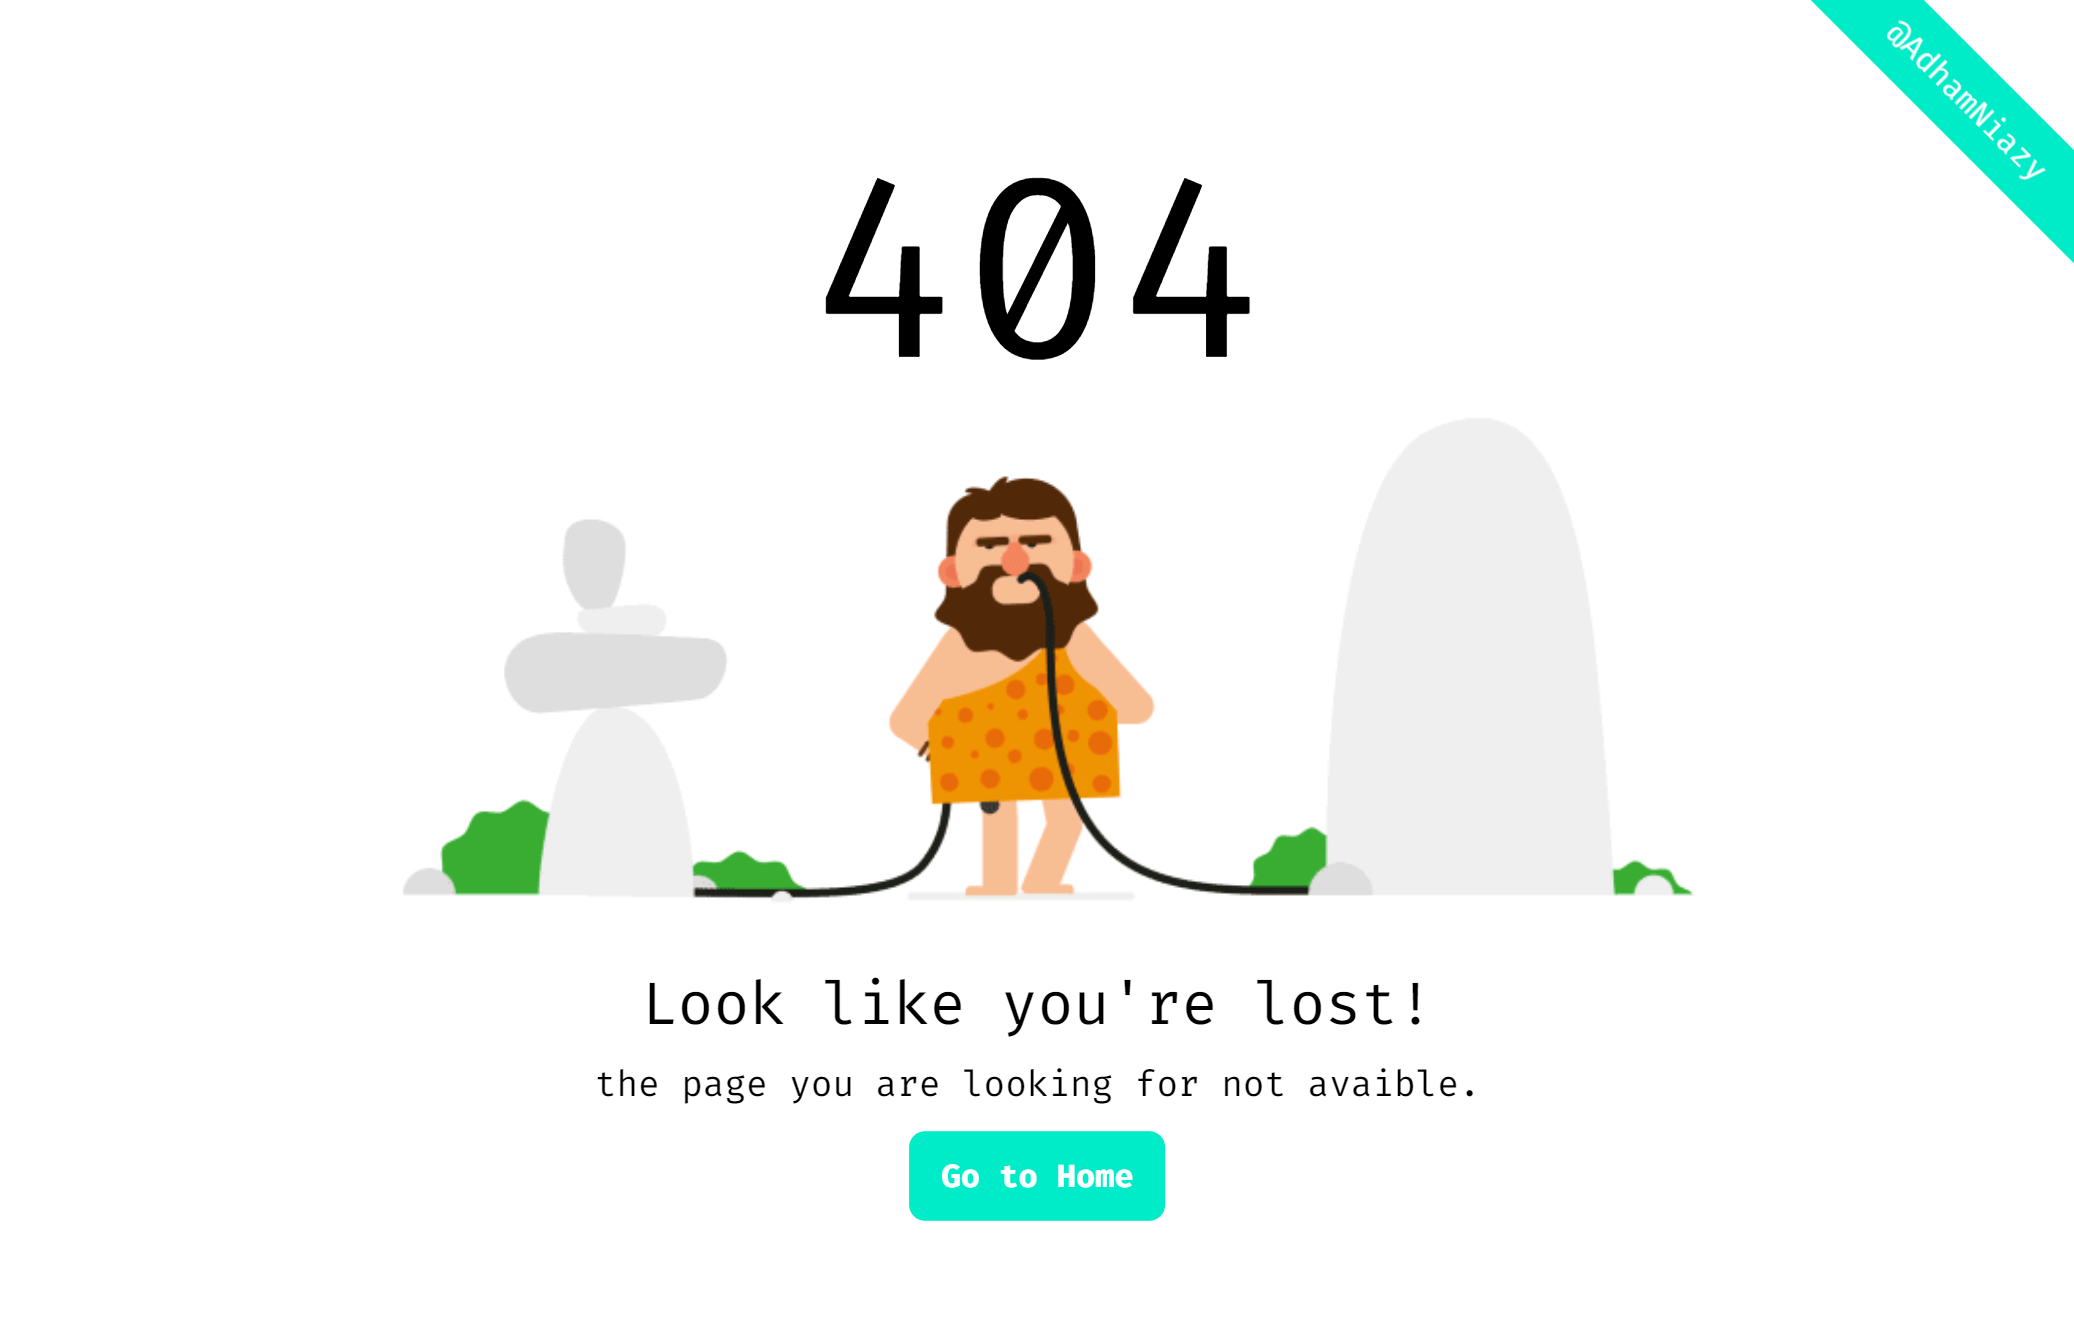 @AdhamNiazy
404
Look like you're lost!
the page you are looking for not avaible.
Go to Home